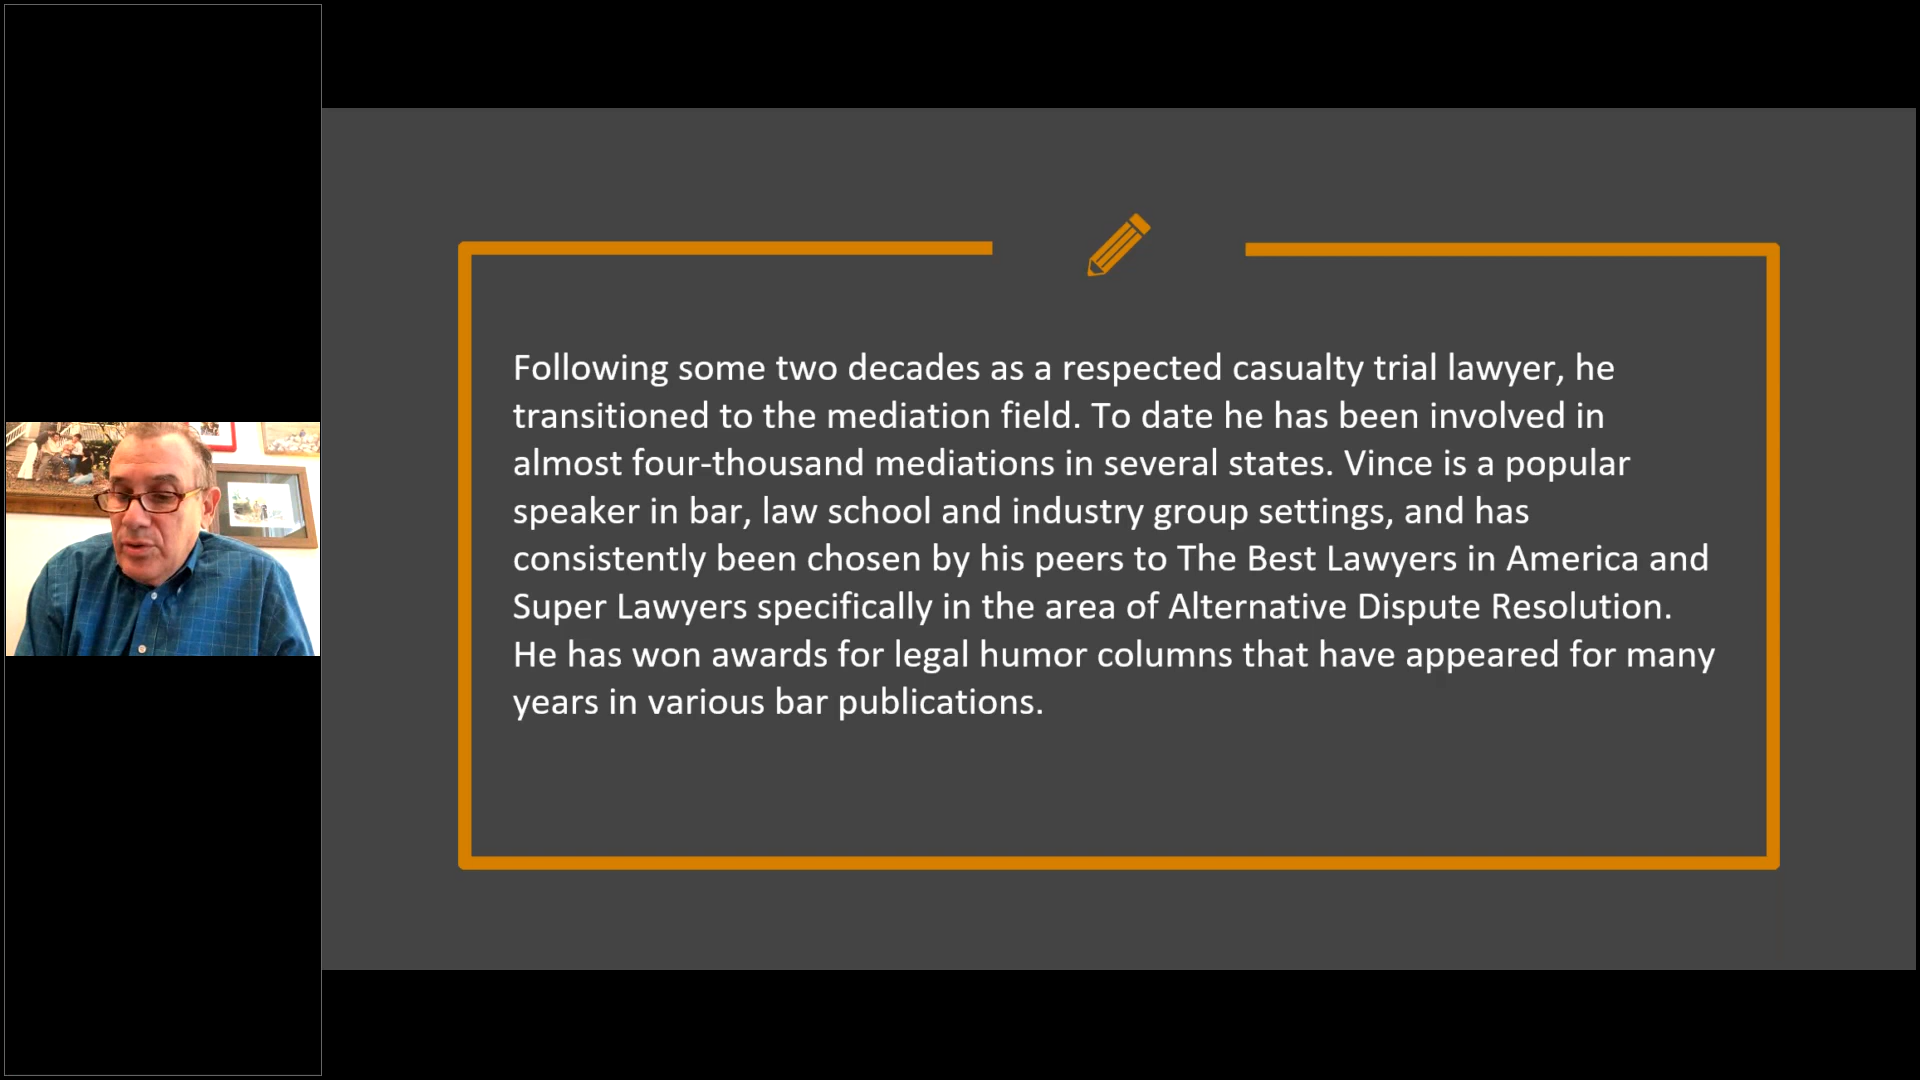 Following some two decades as a respected casualty trial lawyer, he
transitioned to the mediation field. To date he has been involved in
almost four-thousand mediations in several states. Vince is a popular
speaker in bar, law school and industry group settings, and has
consistently been chosen by his peers to The Best Lawyers in America and
Super Lawyers specifically in the area of Alternative Dispute Resolution.
He has won awards for legal humor columns that have appeared for many
years in various bar publications.